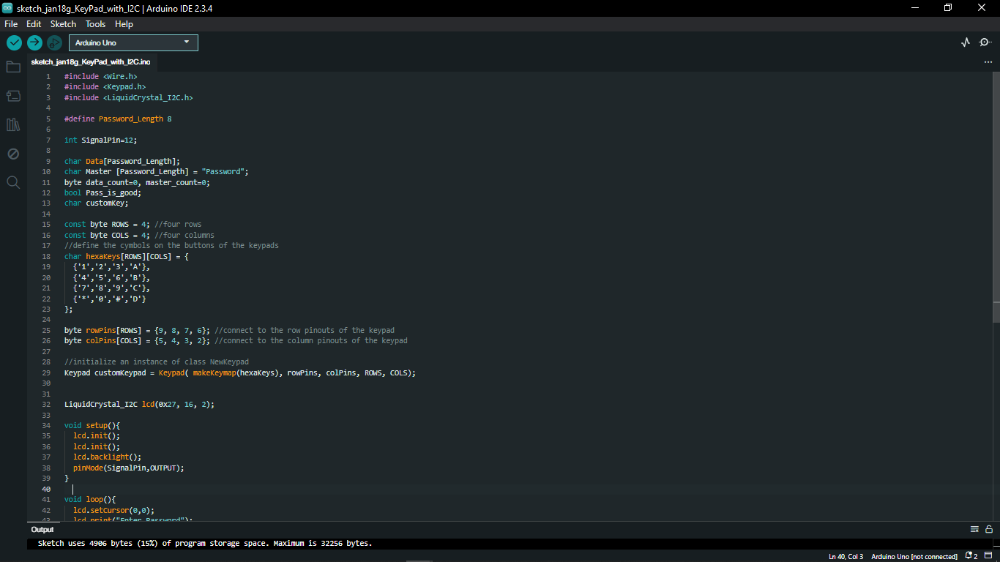 sketch_jan18g_KeyPad_with_I2C | Arduino IDE 2.3.4
File Edit Sketch Tools Help
Arduino Uno
sketch_jan18g_KeyPad_with_I2C.ino
1 #include <Wire.h>
2 #include <Keypad.h>
3 #include <LiquidCrystal_I2C.h>
4
5 #define Password_Length 8
6
7 int SignalPin=12;
8
9 char Data[Password_Length];
10 char Master [Password_Length] = "Password";
11 byte data_count=0, master_count=0;
12 bool Pass_is_good;
13 char customKey;
14
15 const byte ROWS = 4; //four rows
16 const byte COLS = 4; //four columns
17 //define the cymbols on the buttons of the keypads
18 char hexaKeys[ROWS][COLS] = {
19 {'1','2','3','A'},
20 {'4','5','6','B'},
21 {'7','8','9','C'},
22 {'*','0','#','D'}
23 };
24
25 byte rowPins[ROWS] = {9, 8, 7, 6}; //connect to the row pinouts of the keypad
26 byte colPins[COLS] = {5, 4, 3, 2}; //connect to the column pinouts of the keypad
27
28 //initialize an instance of class NewKeypad
29 Keypad customKeypad = Keypad( makeKeymap(hexaKeys), rowPins, colPins, ROWS, COLS);
30
31
32 LiquidCrystal_I2C lcd(0x27, 16, 2);
33
34 void setup(){
35 lcd.init();
36 lcd.init();
37 lcd.backlight();
38 pinMode(SignalPin,OUTPUT);
39 }
40
41 void loop(){
42 lcd.setCursor(0,0);
43 lcd.print("Enter Password");
Output
Sketch uses 4906 bytes (15%) of program storage space. Maximum is 32256 bytes.
Ln 40, Col 3 Arduino Uno [not connected] 2